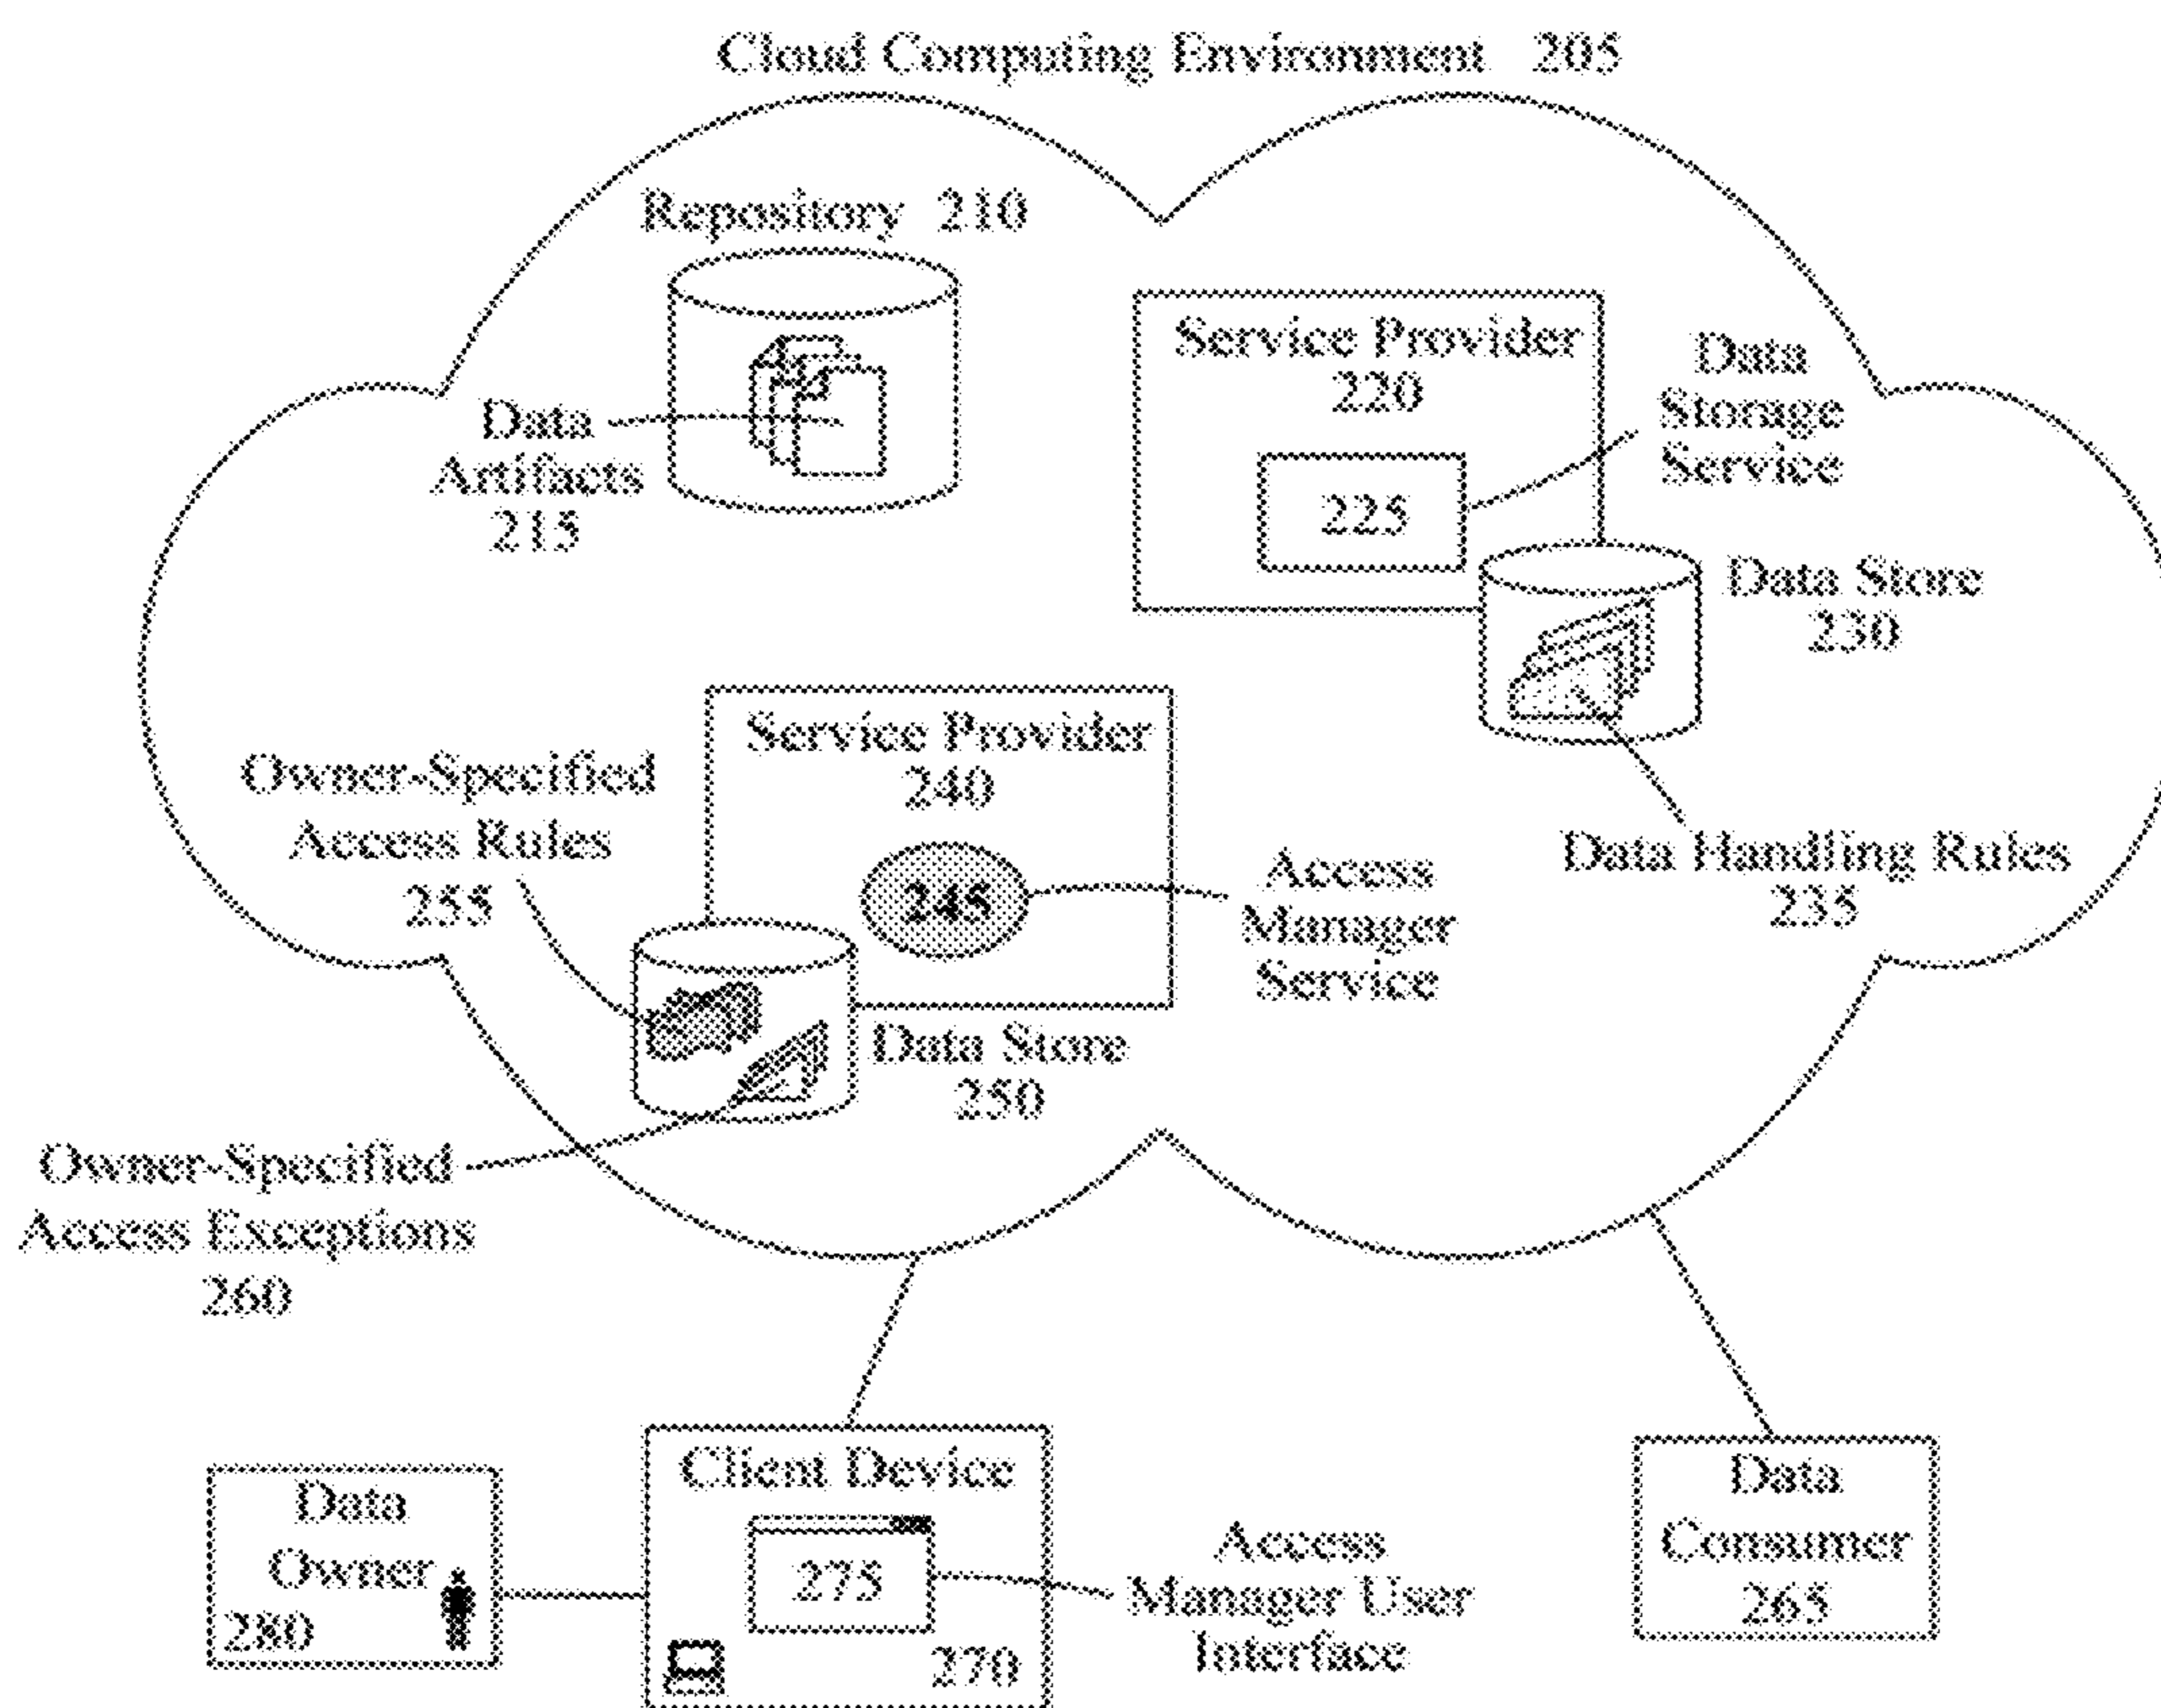 Cloud Computing Environment 205
Repository 210
Data
Artifacts
215
Service Provider
220
225
Data
Storage
Service
Data Store
230
Data Handling Rules
235
Service Provider
240
245
Access
Manager
Service
Owner-Specified
Access Rules
255
Data Store
250
Owner-Specified
Access Exceptions
260
Data
Owner
280
Client Device
275
270
Access
Manager User
Interface
Data
Consumer
265